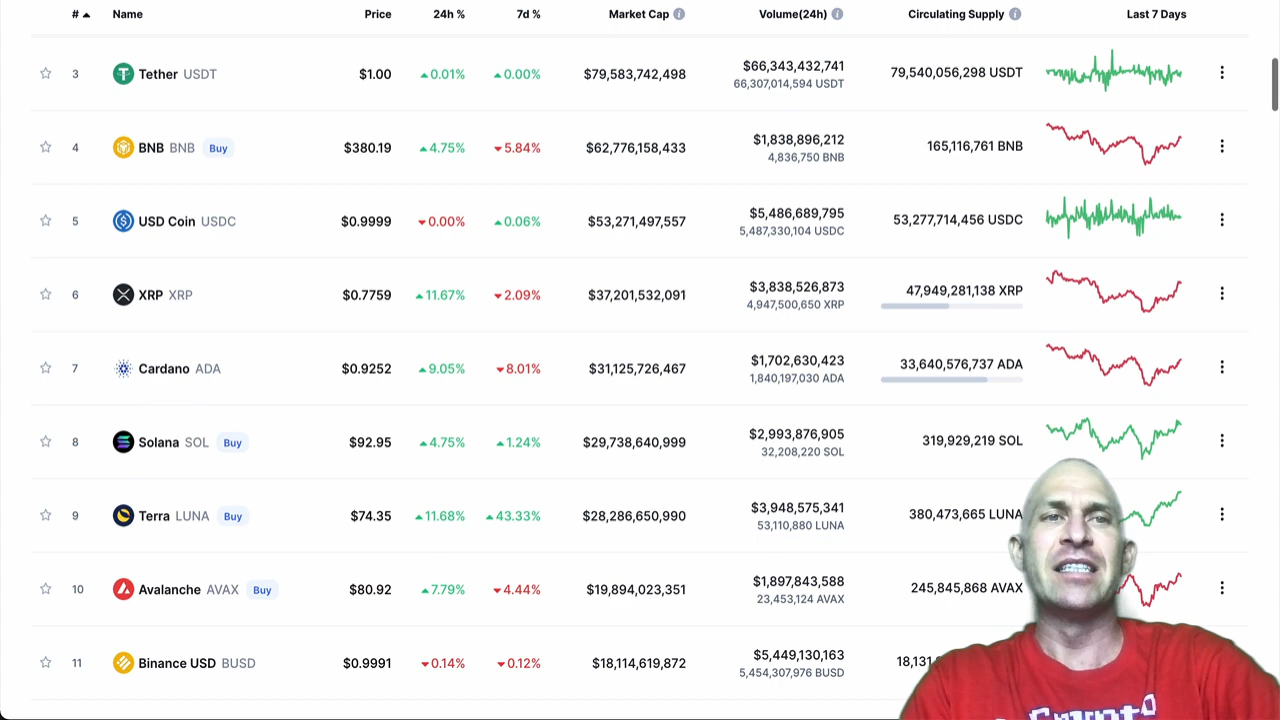 # Name Price 24h % 7d % Market Cap Volume(24h) Circulating Supply Last 7 Days
3 Tether USDT $1.00 0.01% 0.00% $79,583,742,498 $66,343,432,741 79,540,056,298 USDT
66,307,014,594 USDT
4 BNB BNB Buy $380.19 4.75% 5.84% $62,776,158,433 $1,838,896,212 165,116,761 BNB
4,836,750 BNB
5 USD Coin USDC $0.9999 0.00% 0.06% $53,271,497,557 $5,486,689,795 53,277,714,456 USDC
5,487,330,104 USDC
6 XRP XRP $0.7759 11.67% 2.09% $37,201,532,091 $3,838,526,873 47,949,281,138 XRP
4,947,500,650 XRP
7 Cardano ADA $0.9252 9.05% 8.01% $31,125,726,467 $1,702,630,423 33,640,576,737 ADA
1,840,197,030 ADA
8 Solana SOL Buy $92.95 4.75% 1.24% $29,738,640,999 $2,993,876,905 319,929,219 SOL
32,208,220 SOL
9 Terra LUNA Buy $74.35 11.68% 43.33% $28,286,650,990 $3,948,575,341 380,473,665 LUNA
53,110,880 LUNA
10 Avalanche AVAX Buy $80.92 7.79% 4.44% $19,894,023,351 $1,897,843,588 245,845,868 AVAX
23,453,124 AVAX
11 Binance USD BUSD $0.9991 0.14% 0.12% $18,114,619,872 $5,449,130,163 18,131
5,454,307,976 BUSD
Crypto